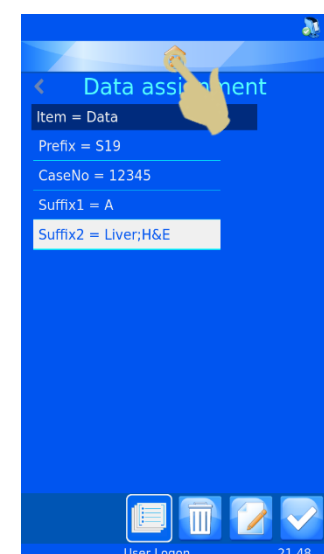 Data assignment
Item = Data
Prefix = S19
CaseNo = 12345
Suffix1 = A
Suffix2 = Liver;H&E
User Logon 21.48